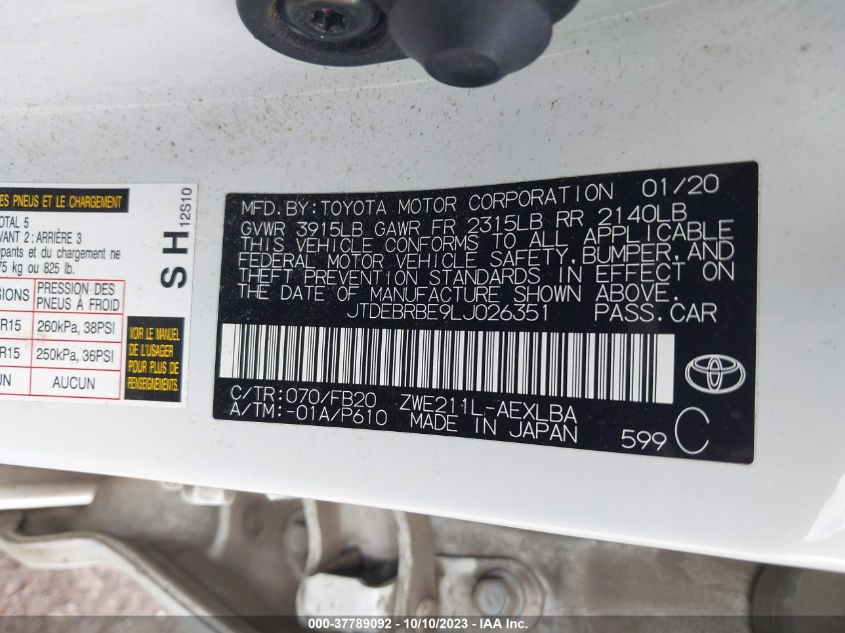 ES PNEUS ET LE CHARGEMENT
OTAL 5
VANT 2: ARRIÈRE 3
upants et du chargement ne
75 kg ou 825 lb.
NSIONS PRESSION DES PNEUS À FROID
R15 260kPa, 38PSI
R15 250kPa, 36PSI
UN AUCUN
VOIR LE MANUEL
DE L'USAGER
POUR PLUS DE
RENSEIGNEMENTS
SH 12S10
MFD.BY:TOYOTA MOTOR CORPORATION 01/20
GVWR 3915LB GAWR FR 2315LB RR 2140LB
THIS VEHICLE CONFORMS TO ALL APPLICABLE
FEDERAL MOTOR VEHICLE SAFETY,BUMPER,AND
THEFT PREVENTION STANDARDS IN EFFECT ON
THE DATE OF MANUFACTURE SHOWN ABOVE.
JTDEBRBE9LJ026351 PASS.CAR
C/TR:070/FB20 ZWE211L-AEXLBA
A/TM:-01A/P610 MADE IN JAPAN 599 C
000-37789092 - 10/10/2023 - IAA Inc.